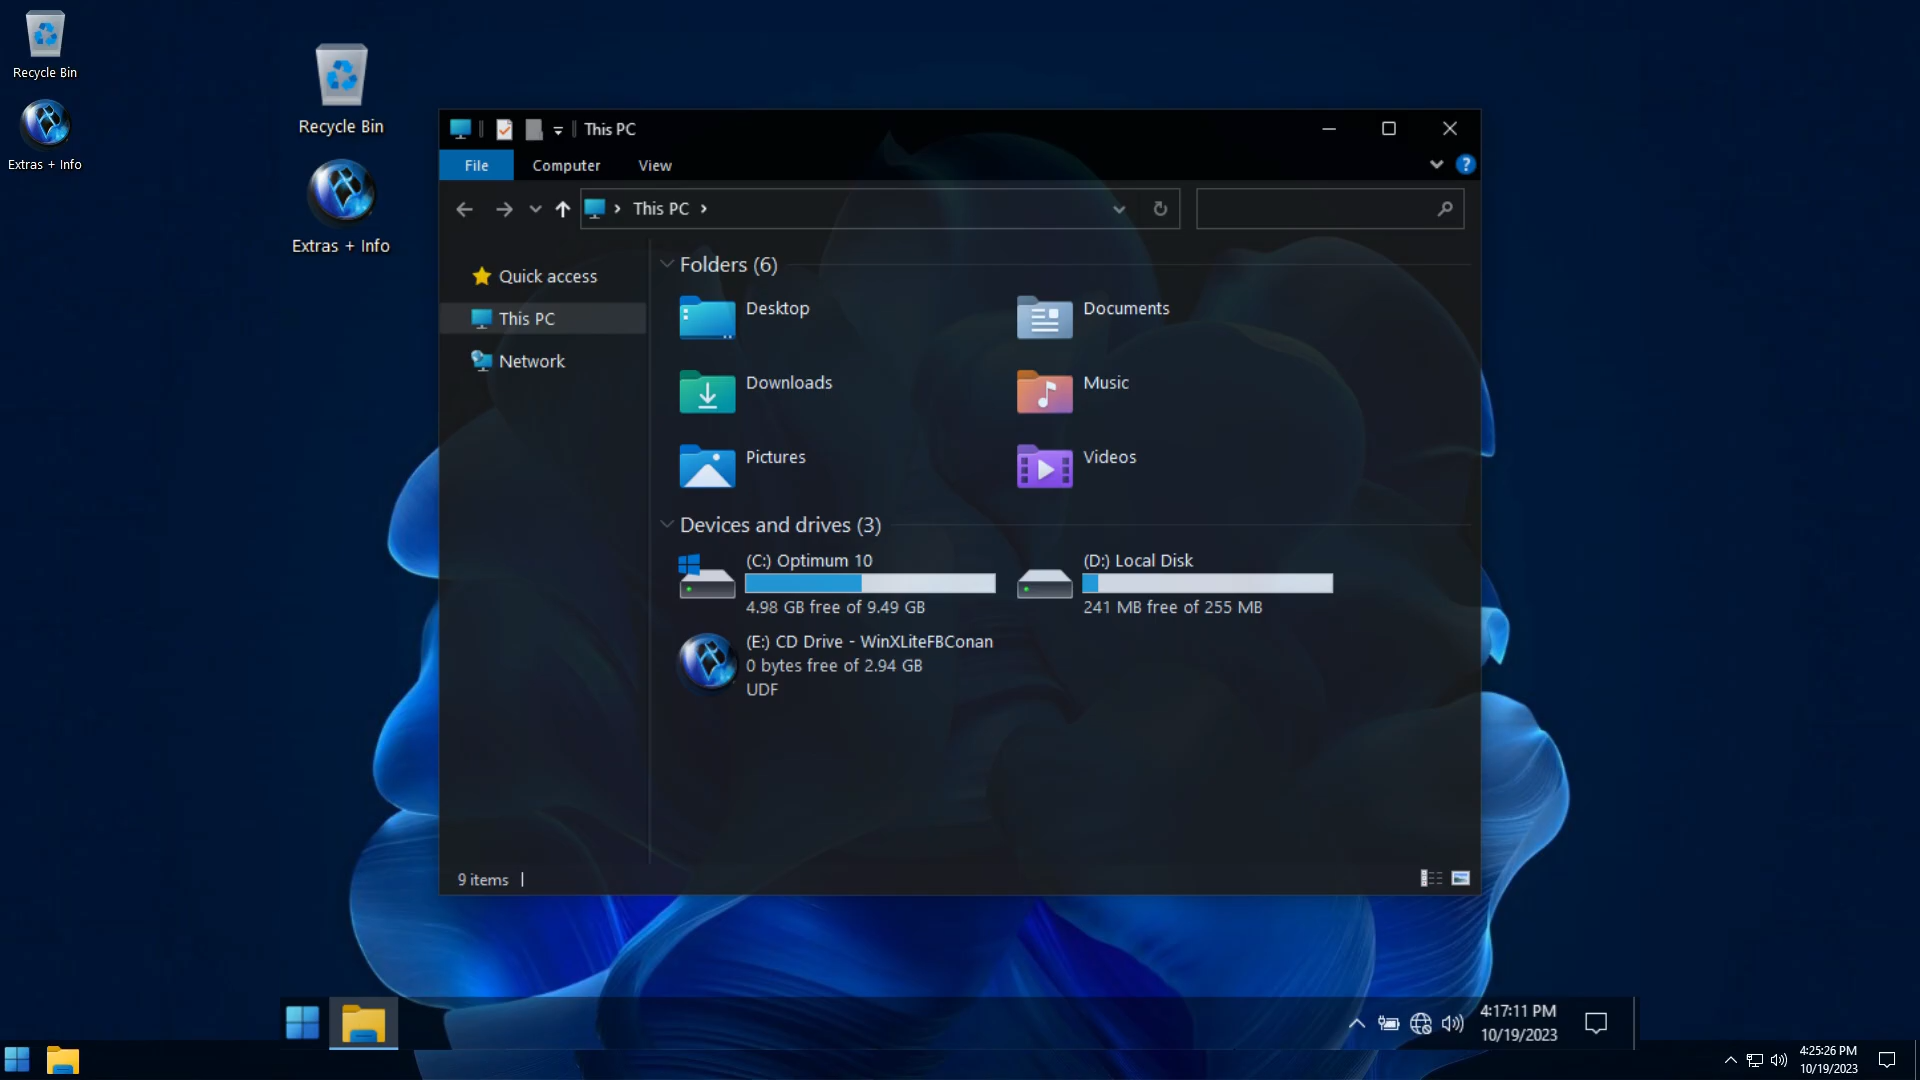 Recycle Bin
Extras + Info
Recycle Bin
Extras + Info
This PC
File
Computer
View
?
This PC
Quick access
This PC
Network
Folders (6)
Desktop
Documents
Downloads
Music
Pictures
Videos
Devices and drives (3)
(C:) Optimum 10
4.98 GB free of 9.49 GB
(D:) Local Disk
241 MB free of 255 MB
(E:) CD Drive - WinXLiteFBConan
0 bytes free of 2.94 GB
UDF
9 items
4:17:11 PM
10/19/2023
4:25:26 PM
10/19/2023